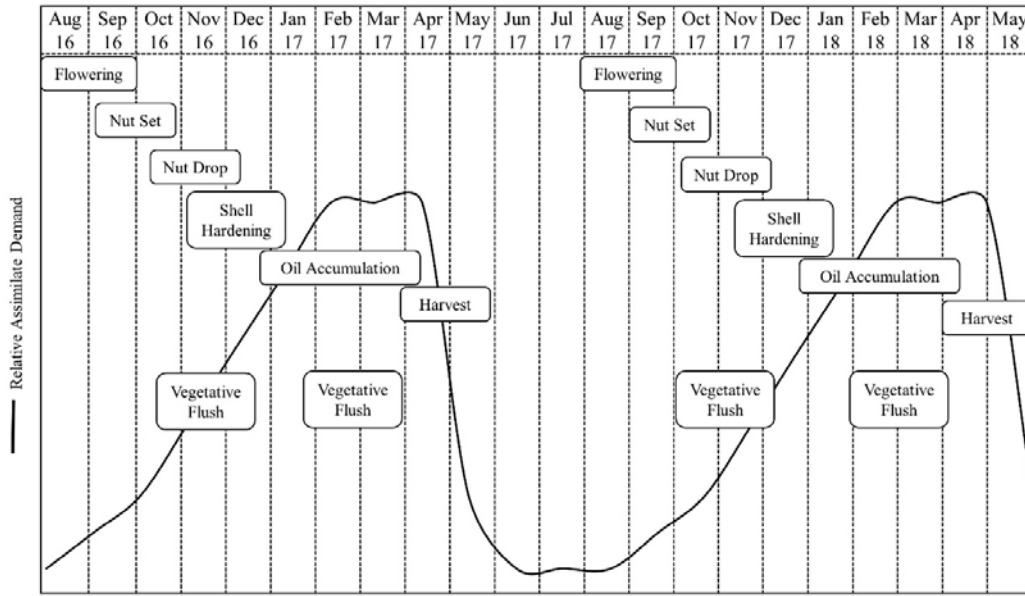 Aug Sep Oct Nov Dec Jan Feb Mar Apr May Jun Jul Aug Sep Oct Nov Dec Jan Feb Mar Apr May
16 16 16 16 16 17 17 17 17 17 17 17 17 17 17 17 17 18 18 18 18 18
Flowering Flowering
Nut Set Nut Set
Nut Drop Nut Drop
Shell Shell
Hardening Hardening
Oil Accumulation Oil Accumulation
Harvest Harvest
Vegetative Vegetative Vegetative Vegetative
Flush Flush Flush Flush
Relative Assimilate Demand